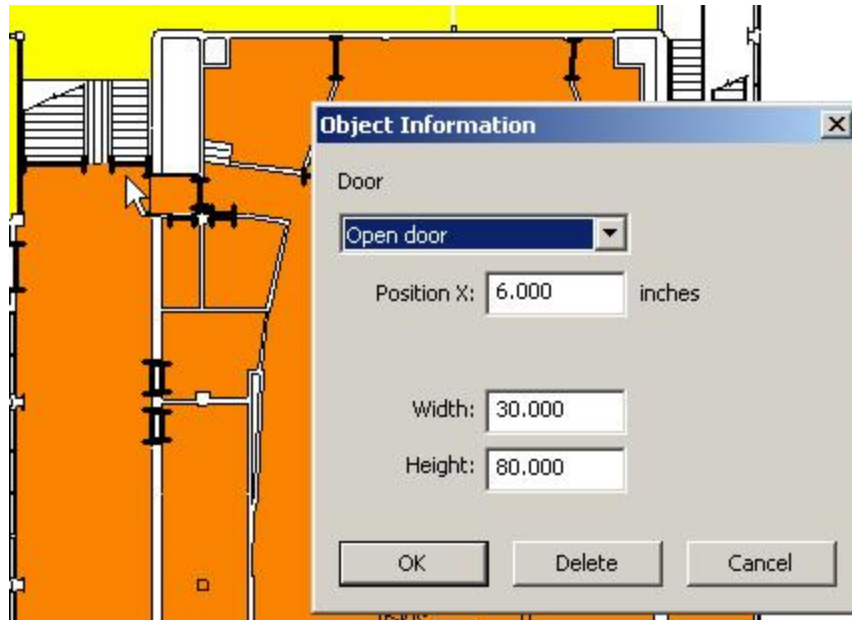 Object Information
Door
Open door
Position X: 6.000 inches
Width: 30.000
Height: 80.000
OK Delete Cancel